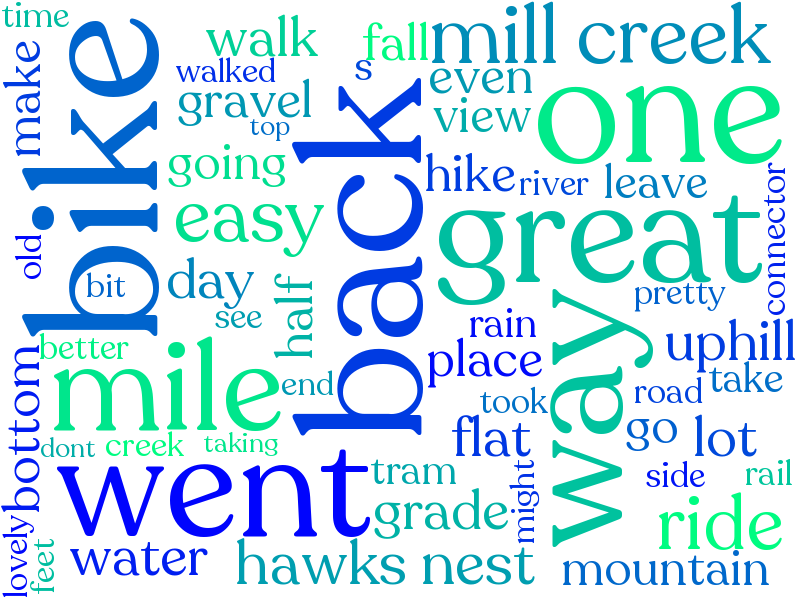 time
walk
fall
mill creek
make
bike
walked
s
even
one
gravel
back
view
top
going
hike
river
leave
connector
easy
great
old
bit
day
half
see
pretty
way
rain
uphill
better
place
mile
end
took
road
take
bottom
flat
go
lot
dont
creek
taking
went
tram
might
side
rail
grade
ride
lovely
feet
water
hawks nest
mountain